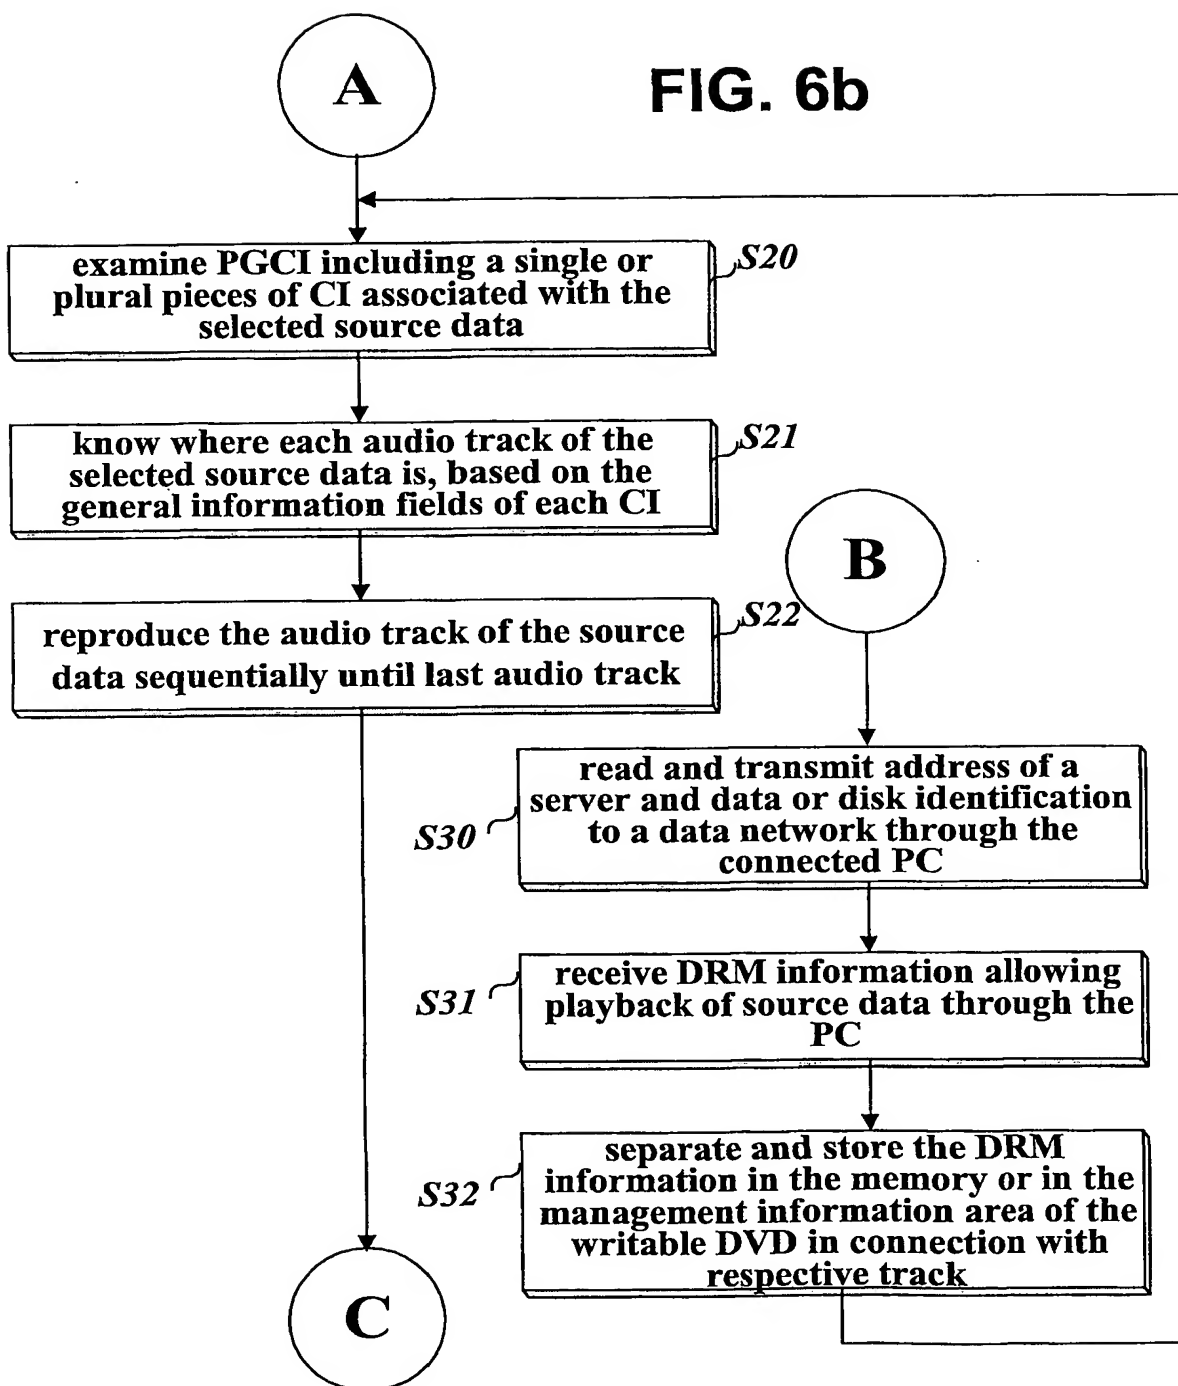 A
FIG. 6b
examine PGCI including a single or
plural pieces of CI associated with the
selected source data
S20
know where each audio track of the
selected source data is, based on the
general information fields of each CI
S21
reproduce the audio track of the source
data sequentially until last audio track
S22
B
read and transmit address of a
server and data or disk identification
to a data network through the
connected PC
S30
receive DRM information allowing
playback of source data through the
PC
S31
separate and store the DRM
information in the memory or in the
management information area of the
writable DVD in connection with
respective track
S32
C